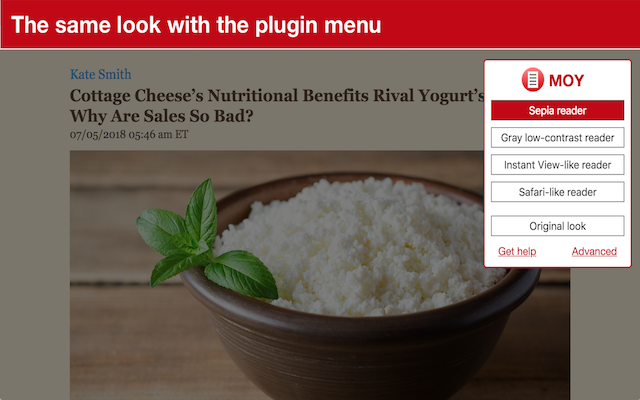 The same look with the plugin menu
Kate Smith
Cottage Cheese’s Nutritional Benefits Rival Yogurt’s
Why Are Sales So Bad?
07/05/2018 05:46 am ET
MOY
Sepia reader
Gray low-contrast reader
Instant View-like reader
Safari-like reader
Original look
Get help
Advanced